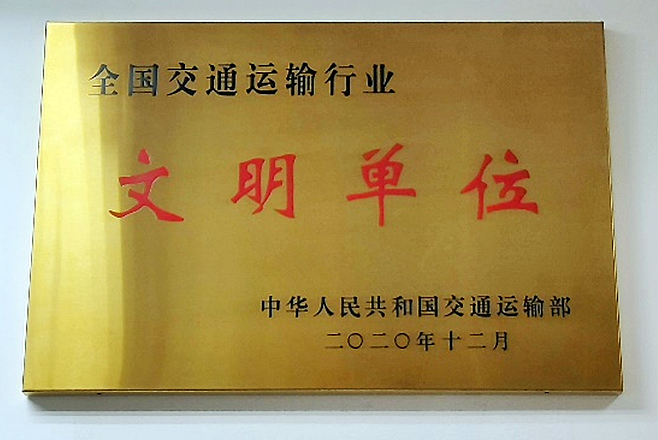 全国交通运输行业
文明单位
中华人民共和国交通运输部
二〇二〇年十二月